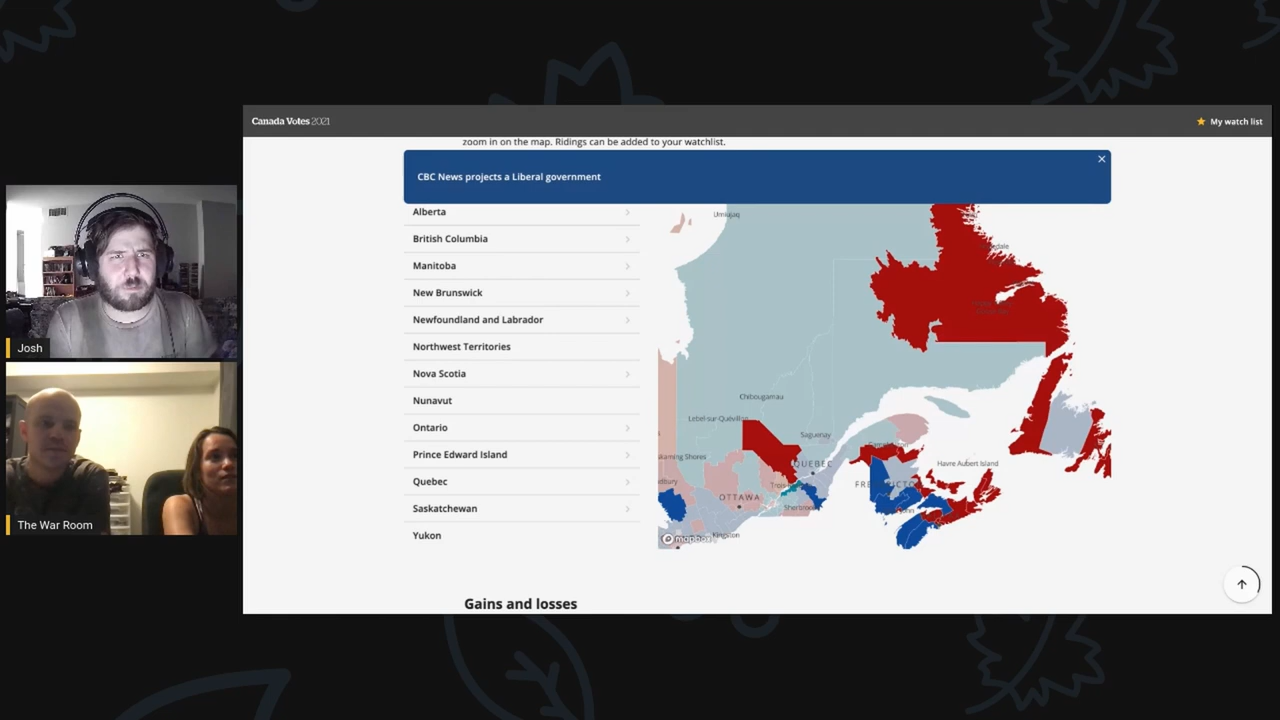 Canada Votes 2021
My watch list
zoom in on the map. Ridings can be added to your watchlist.
CBC News projects a Liberal government
Alberta
British Columbia
Manitoba
New Brunswick
Newfoundland and Labrador
Northwest Territories
Nova Scotia
Nunavut
Ontario
Prince Edward Island
Quebec
Saskatchewan
Yukon
Umiujaq
Chibougamau
Lebel-sur-Quévillon
Saguenay
QUEBEC
Havre Aubert Island
OTTAWA
Kingston
mapbox
Gains and losses
Josh
The War Room